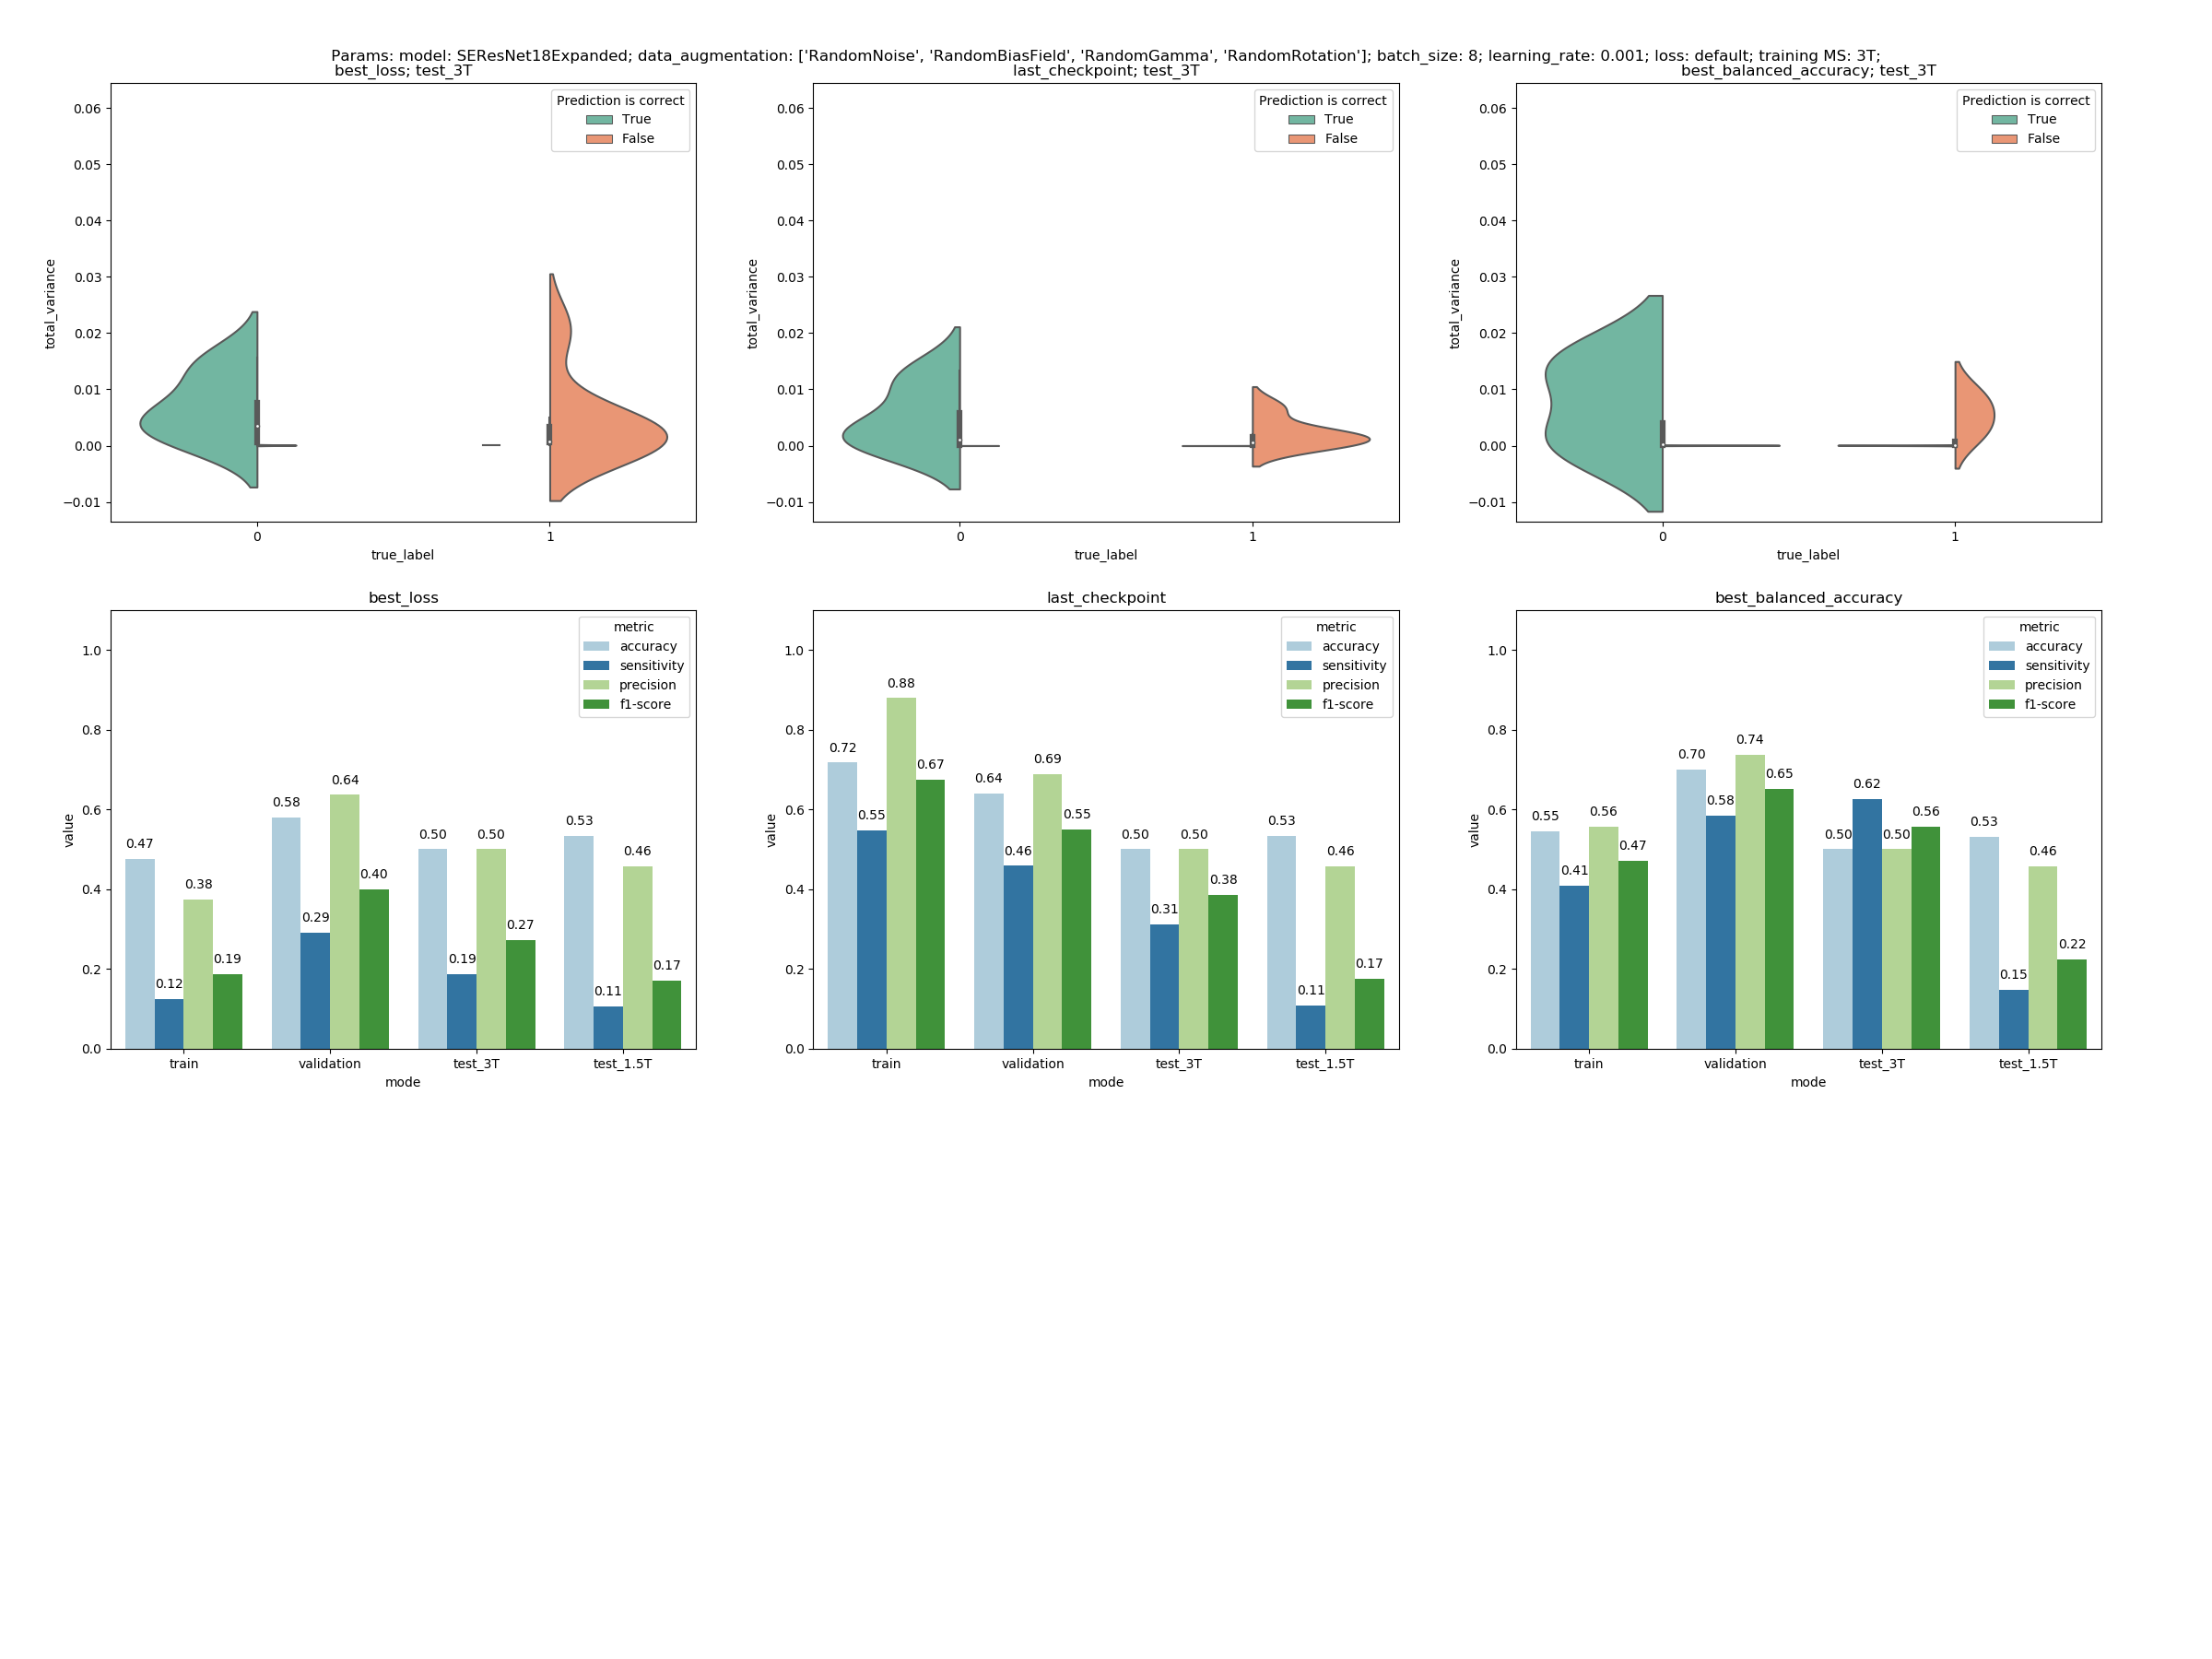 Params: model: SEResNet18Expanded; data_augmentation: ['RandomNoise', 'RandomBiasField', 'RandomGamma', 'RandomRotation']; batch_size: 8; learning_rate: 0.001; loss: default; training MS: 3T;
best_loss; test_3T
Prediction is correct
True
False
total_variance
0.06
0.05
0.04
0.03
0.02
0.01
0.00
−0.01
0
1
true_label
last_checkpoint; test_3T
Prediction is correct
True
False
total_variance
0.06
0.05
0.04
0.03
0.02
0.01
0.00
−0.01
0
1
true_label
best_balanced_accuracy; test_3T
Prediction is correct
True
False
total_variance
0.06
0.05
0.04
0.03
0.02
0.01
0.00
−0.01
0
1
true_label
best_loss
metric
accuracy
sensitivity
precision
f1-score
value
1.0
0.8
0.6
0.4
0.2
0.0
0.47
0.12
0.38
0.19
0.58
0.29
0.64
0.40
0.50
0.19
0.50
0.27
0.53
0.11
0.46
0.17
train
validation
test_3T
test_1.5T
mode
last_checkpoint
metric
accuracy
sensitivity
precision
f1-score
value
1.0
0.8
0.6
0.4
0.2
0.0
0.72
0.55
0.88
0.67
0.64
0.46
0.69
0.55
0.50
0.31
0.50
0.38
0.53
0.11
0.46
0.17
train
validation
test_3T
test_1.5T
mode
best_balanced_accuracy
metric
accuracy
sensitivity
precision
f1-score
value
1.0
0.8
0.6
0.4
0.2
0.0
0.55
0.41
0.56
0.47
0.70
0.58
0.74
0.65
0.50
0.62
0.50
0.56
0.53
0.15
0.46
0.22
train
validation
test_3T
test_1.5T
mode